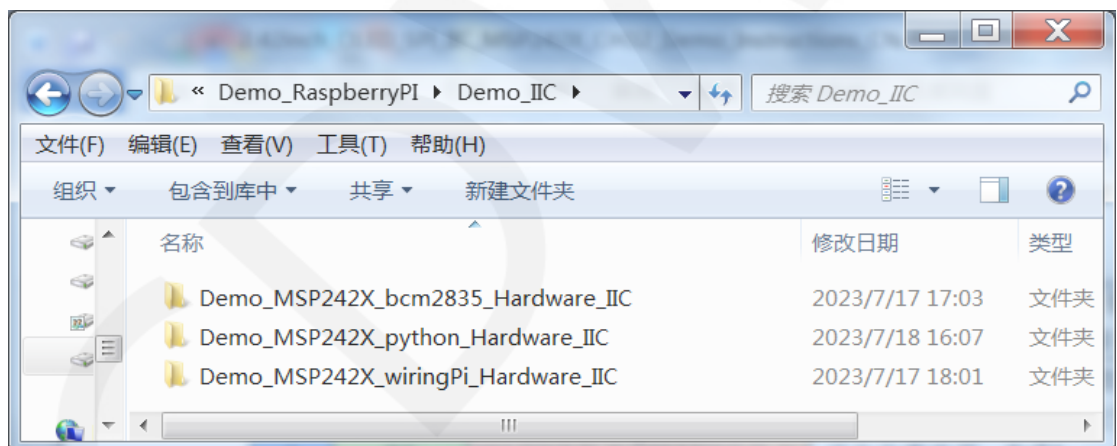 « Demo_RaspberryPI ▸ Demo_IIC ▸ 搜索 Demo_IIC
文件(F) 编辑(E) 查看(V) 工具(T) 帮助(H)
组织 包含到库中 共享 新建文件夹
名称 修改日期 类型
Demo_MSP242X_bcm2835_Hardware_IIC 2023/7/17 17:03 文件夹
Demo_MSP242X_python_Hardware_IIC 2023/7/18 16:07 文件夹
Demo_MSP242X_wiringPi_Hardware_IIC 2023/7/17 18:01 文件夹